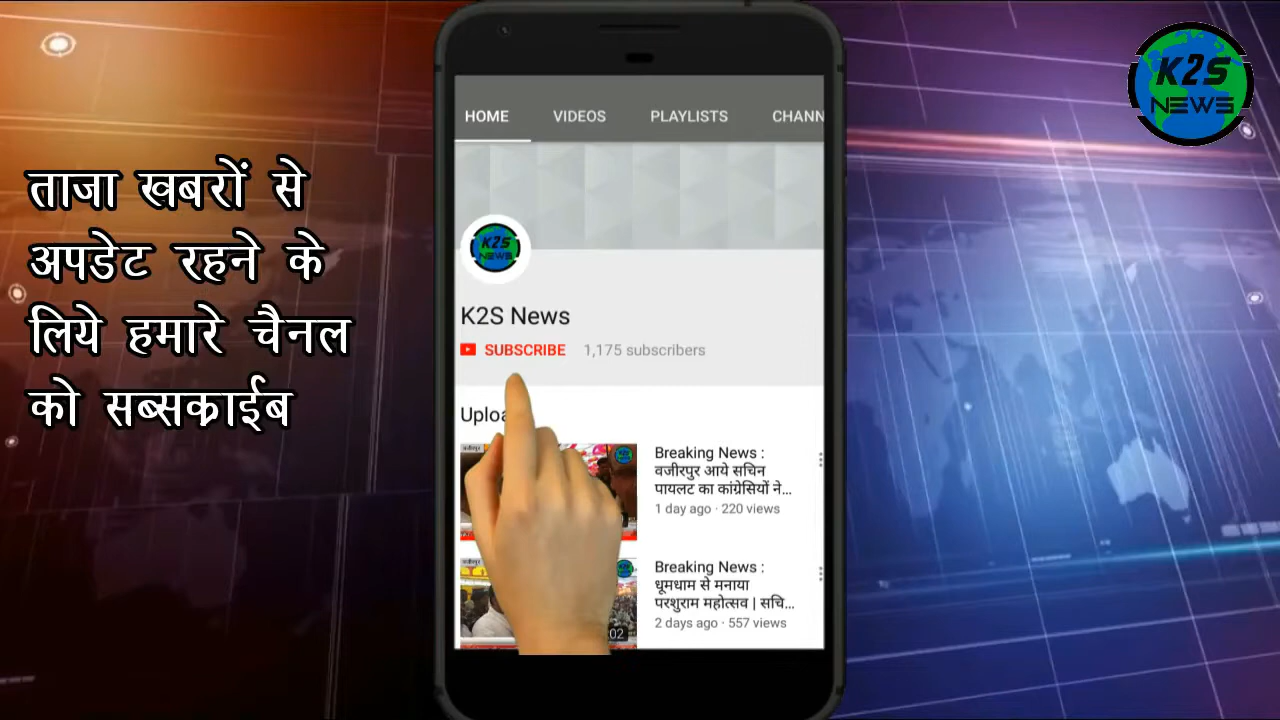 K2S
NEWS
ताजा खबरों से
अपडेट रहने के
लिये हमारे चैनल
को सब्सक्राईब
HOME VIDEOS PLAYLISTS CHANN
K2S
NEWS
K2S News
SUBSCRIBE 1,175 subscribers
Uploa
Breaking News :
वजीरपुर आये सचिन
पायलट का कांग्रेसियों ने...
1 day ago · 220 views
Breaking News :
धूमधाम से मनाया
परशुराम महोत्सव | सचि...
2 days ago · 557 views
:02